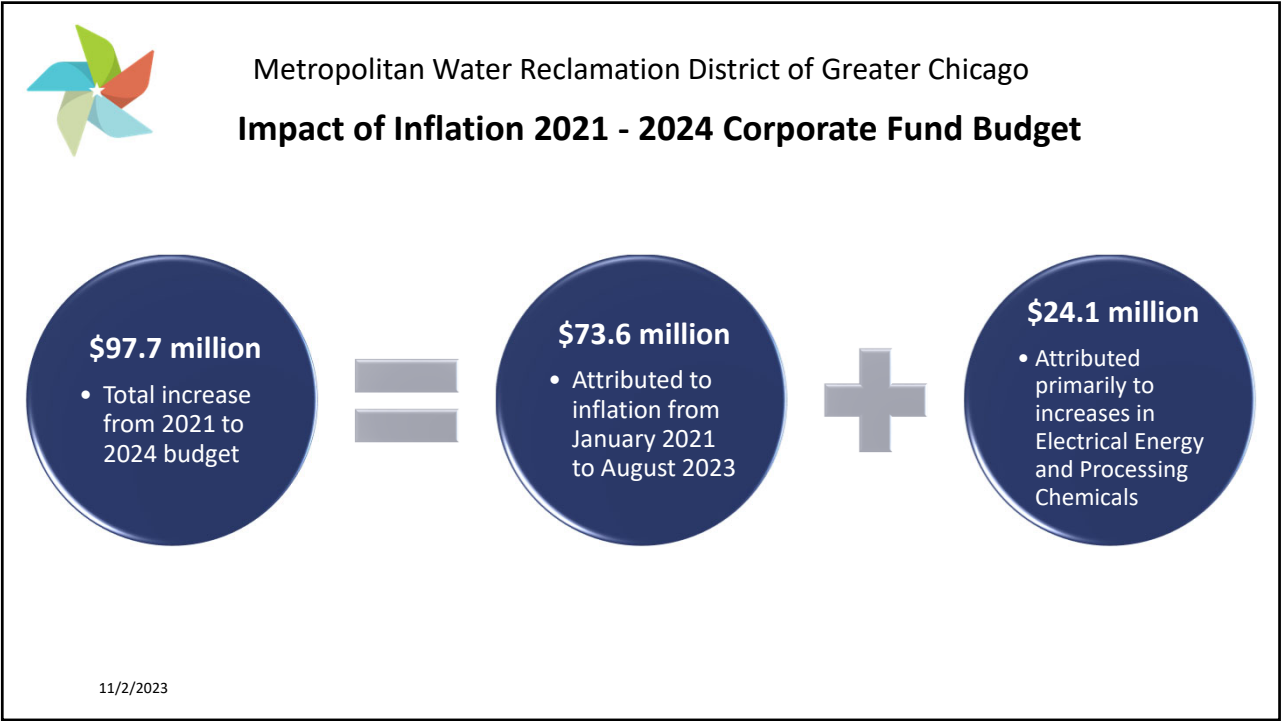 Metropolitan Water Reclamation District of Greater Chicago
Impact of Inflation 2021 - 2024 Corporate Fund Budget
$97.7 million
• Total increase
from 2021 to
2024 budget
$73.6 million
• Attributed to
inflation from
January 2021
to August 2023
$24.1 million
• Attributed
primarily to
increases in
Electrical Energy
and Processing
Chemicals
11/2/2023